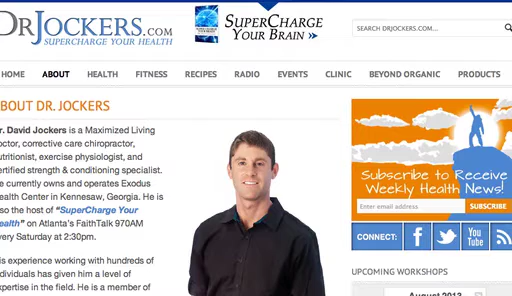 DRJOCKERS.COM
SUPERCHARGE YOUR HEALTH
SUPERCHARGE
YOUR BRAIN »
SEARCH DRJOCKERS.COM...
HOME ABOUT HEALTH FITNESS RECIPES RADIO EVENTS CLINIC BEYOND ORGANIC PRODUCTS
BOUT DR. JOCKERS
r. David Jockers is a Maximized Living
octor, corrective care chiropractor,
utritionist, exercise physiologist, and
ertified strength & conditioning specialist.
e currently owns and operates Exodus
ealth Center in Kennesaw, Georgia. He is
so the host of "SuperCharge Your
ealth" on Atlanta's FaithTalk 970AM
very Saturday at 2:30pm.
is experience working with hundreds of
dividuals has given him a level of
xpertise in the field. He is a member of
Subscribe to Receive
Weekly Health News!
Enter email address
SUBSCRIBE
CONNECT:
You
Tube
UPCOMING WORKSHOPS
August 2013